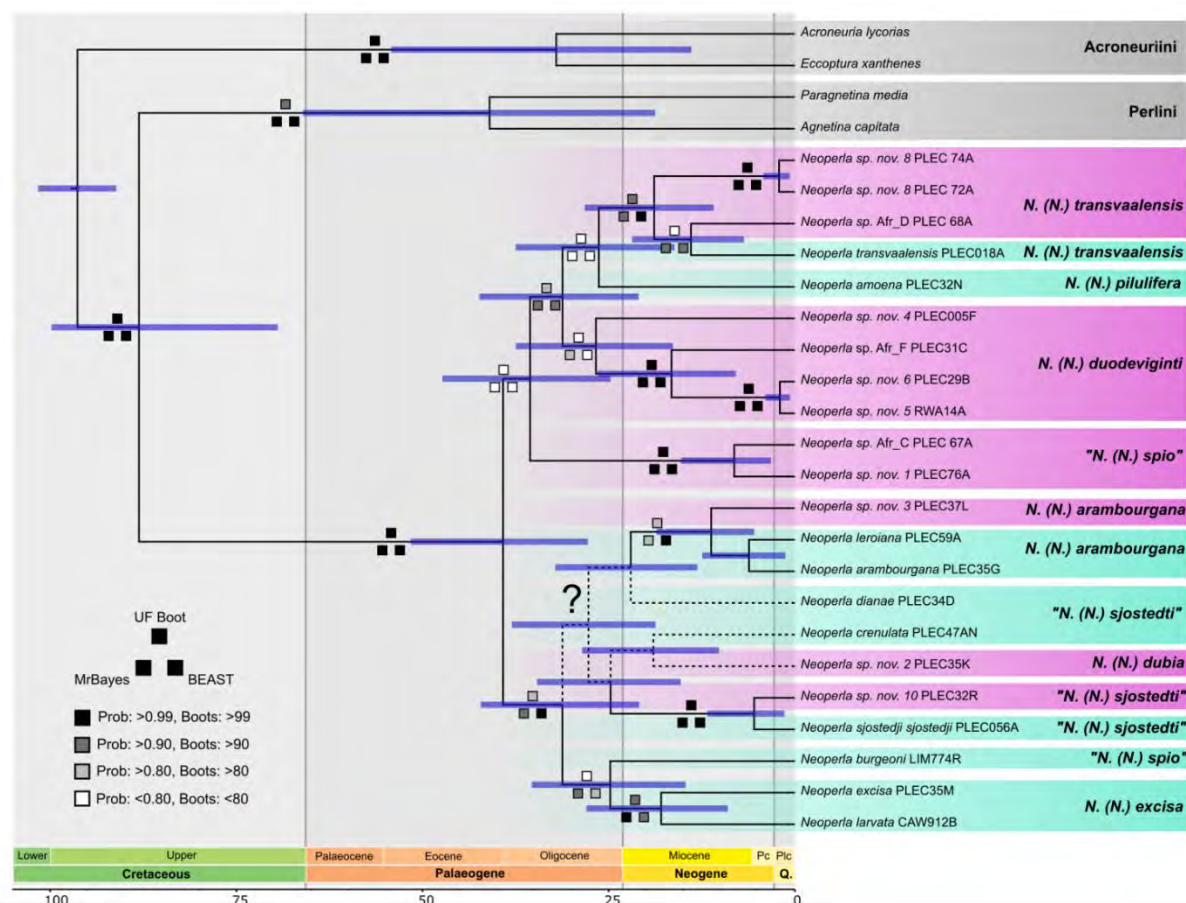 Acroneuria lycorias
Acroneuriini
Eccoptura xanthenes
Paragnetina media
Perlini
Agnetina capitata
Neoperla sp. nov. 8 PLEC 74A
Neoperla sp. nov. 8 PLEC 72A
N. (N.) transvaalensis
Neoperla sp. Afr_D PLEC 68A
Neoperla transvaalensis PLEC018A
N. (N.) transvaalensis
Neoperla amoena PLEC32N
N. (N.) pilulifera
Neoperla sp. nov. 4 PLEC005F
Neoperla sp. Afr_F PLEC31C
N. (N.) duodeviginti
Neoperla sp. nov. 6 PLEC29B
Neoperla sp. nov. 5 RWA14A
Neoperla sp. Afr_C PLEC 67A
"N. (N.) spio"
Neoperla sp. nov. 1 PLEC76A
Neoperla sp. nov. 3 PLEC37L
N. (N.) arambourgana
Neoperla leroiana PLEC59A
N. (N.) arambourgana
Neoperla arambourgana PLEC35G
?
Neoperla dianae PLEC34D
"N. (N.) sjostedti"
Neoperla crenulata PLEC47AN
Neoperla sp. nov. 2 PLEC35K
N. (N.) dubia
Neoperla sp. nov. 10 PLEC32R
"N. (N.) sjostedti"
Neoperla sjostedji sjostedji PLEC056A
"N. (N.) sjostedti"
Neoperla burgeoni LIM774R
"N. (N.) spio"
Neoperla excisa PLEC35M
N. (N.) excisa
Neoperla larvata CAW912B
UF Boot
MrBayes BEAST
Prob: >0.99, Boots: >99
Prob: >0.90, Boots: >90
Prob: >0.80, Boots: >80
Prob: <0.80, Boots: <80
Lower Upper Palaeocene Eocene Oligocene Miocene Pc Plc
Cretaceous Palaeogene Neogene Q.
100 75 50 25 0